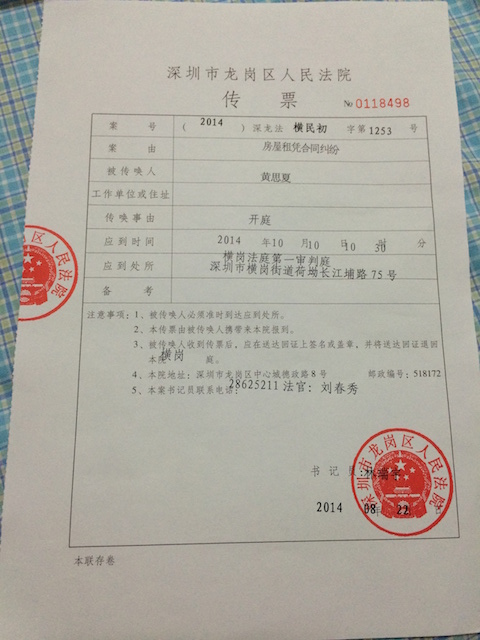 深圳市龙岗区人民法院
传 票
№ 0118498
案 号 ( 2014 ) 深龙法 横民初 字第 1253 号
案 由 房屋租赁合同纠纷
被传唤人 黄思夏
工作单位或住址
传唤事由 开庭
应到时间 2014 年 10 月 10 日 10 时 30 分
应到处所 横岗法庭第一审判庭
深圳市横岗街道荷坳长江埔路75号
备 考
注意事项:1、被传唤人必须准时到达应到处所。
2、本传票由被传唤人携带来本院报到。
3、被传唤人收到传票后,应在送达回证上签名或盖章,并将送达回证退回
本院 横岗 庭。
4、本院地址:深圳市龙岗区中心城德政路8号 邮政编号:518172
5、本案书记员联系电话:28625211 法官:刘春秀
书 记 员:林
2014 年 08 月 22 日
深圳市龙岗区人民法院
区人民法院
本联存卷